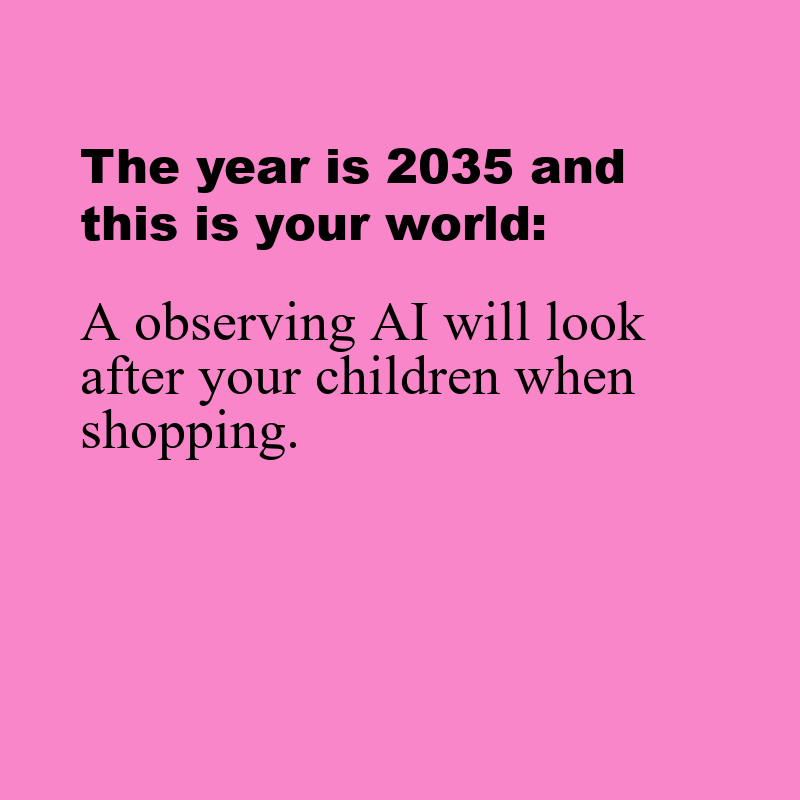 The year is 2035 and
this is your world:
A observing AI will look
after your children when
shopping.